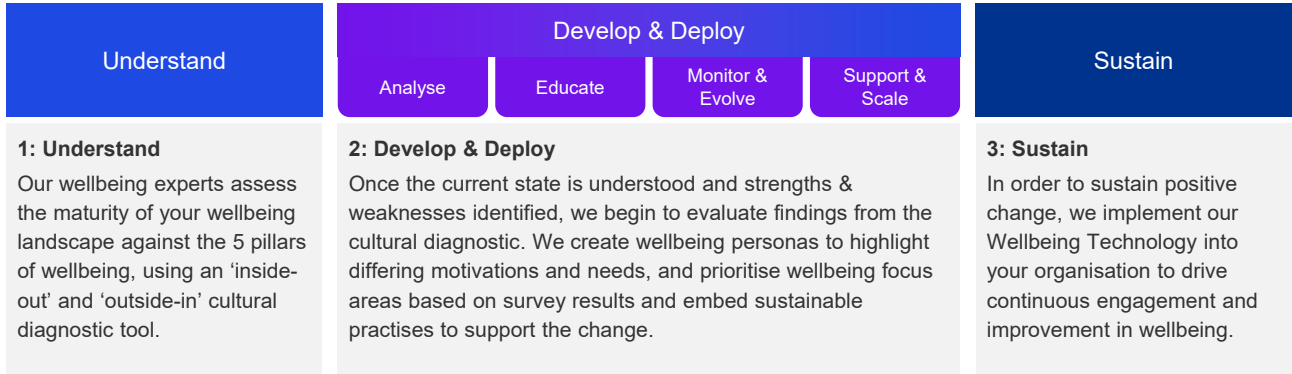 Understand
Develop & Deploy
Analyse
Educate
Monitor &
Evolve
Support &
Scale
Sustain
1: Understand
Our wellbeing experts assess
the maturity of your wellbeing
landscape against the 5 pillars
of wellbeing, using an ‘inside-
out’ and ‘outside-in’ cultural
diagnostic tool.
2: Develop & Deploy
Once the current state is understood and strengths &
weaknesses identified, we begin to evaluate findings from the
cultural diagnostic. We create wellbeing personas to highlight
differing motivations and needs, and prioritise wellbeing focus
areas based on survey results and embed sustainable
practises to support the change.
3: Sustain
In order to sustain positive
change, we implement our
Wellbeing Technology into
your organisation to drive
continuous engagement and
improvement in wellbeing.